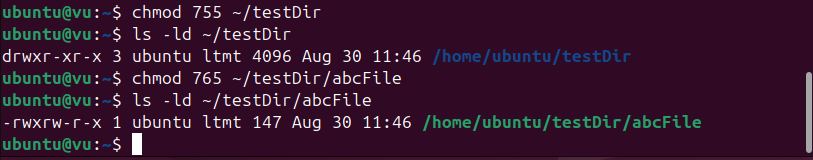 ubuntu@vu:~$ chmod 755 ~/testDir
ubuntu@vu:~$ ls -ld ~/testDir
drwxr-xr-x 3 ubuntu ltmt 4096 Aug 30 11:46 /home/ubuntu/testDir
ubuntu@vu:~$ chmod 765 ~/testDir/abcFile
ubuntu@vu:~$ ls -ld ~/testDir/abcFile
-rwxrw-r-x 1 ubuntu ltmt 147 Aug 30 11:46 /home/ubuntu/testDir/abcFile
ubuntu@vu:~$